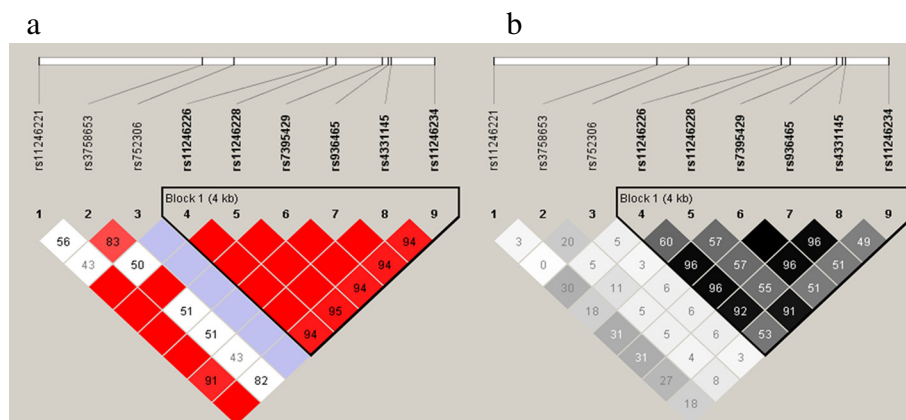 a
rs11246221
rs3758653
rs752306
rs11246226
rs11246228
rs7395429
rs936465
rs4331145
rs11246234
Block 1 (4 kb)
1 2 3 4 5 6 7 8 9
56 83 94
43 50 94
94
51 95
51 94
43
91 82
b
rs11246221
rs3758653
rs752306
rs11246226
rs11246228
rs7395429
rs936465
rs4331145
rs11246234
Block 1 (4 kb)
1 2 3 4 5 6 7 8 9
3 20 5 60 57 96 49
0 5 3 96 57 96 51
30 11 6 96 55 51
18 5 6 92 91
31 5 6 53
31 4 3
27 8
18